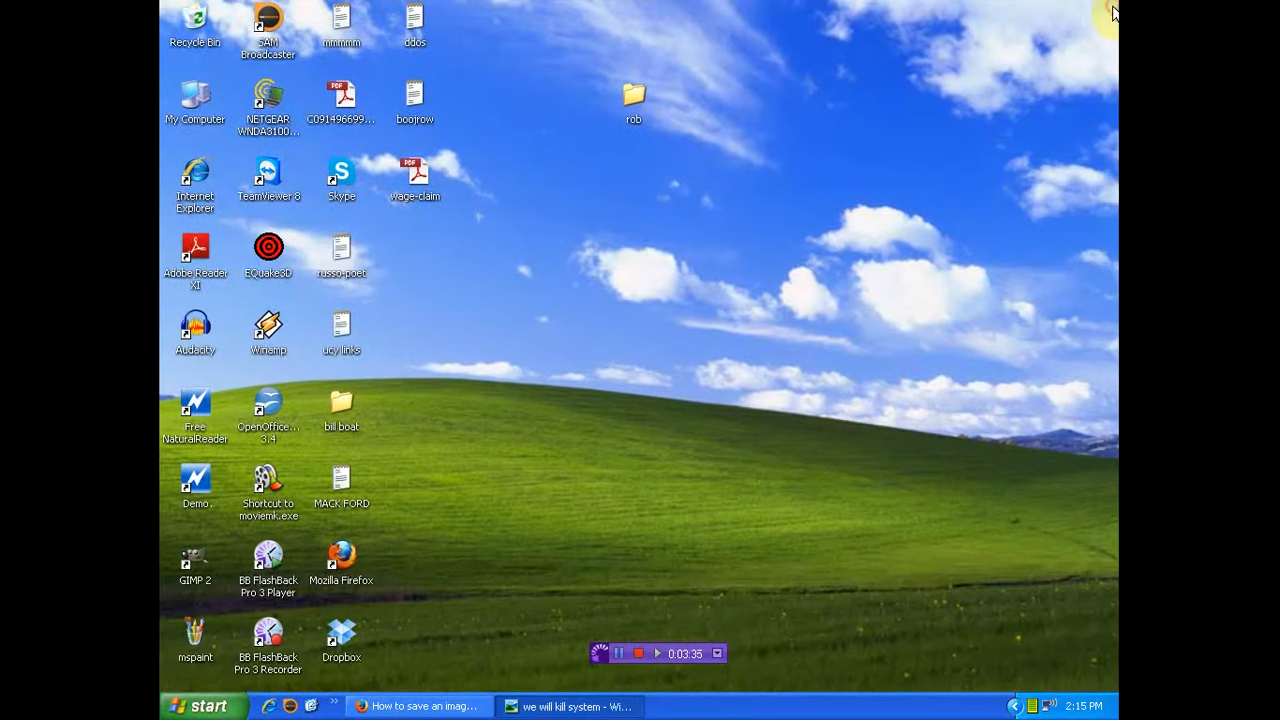 Recycle Bin
SAM
Broadcaster
mmmmm
ddos
rob
My Computer
NETGEAR
WNDA3100...
C091496699...
boojrow
Internet
Explorer
TeamViewer 8
Skype
wage-claim
Adobe Reader
XI
EQuake3D
russo-poet
Audacity
Winamp
ucy links
Free
NaturalReader
OpenOffice...
3.4
bill boat
Demo .
Shortcut to
moviemk.exe
MACK FORD
GIMP 2
BB FlashBack
Pro 3 Player
Mozilla Firefox
mspaint
BB FlashBack
Pro 3 Recorder
Dropbox
0:03:35
start
How to save an imag...
we will kill system - Wi...
2:15 PM